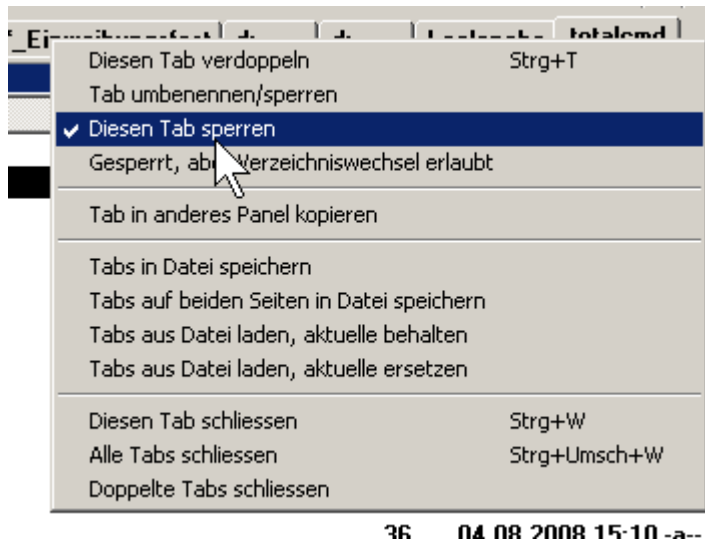 totalcmd
Diesen Tab verdoppeln Strg+T
Tab umbenennen/sperren
Diesen Tab sperren
Gesperrt, aber Verzeichniswechsel erlaubt
Tab in anderes Panel kopieren
Tabs in Datei speichern
Tabs auf beiden Seiten in Datei speichern
Tabs aus Datei laden, aktuelle behalten
Tabs aus Datei laden, aktuelle ersetzen
Diesen Tab schliessen Strg+W
Alle Tabs schliessen Strg+Umsch+W
Doppelte Tabs schliessen
36 04.08.2008 15:10 -a--